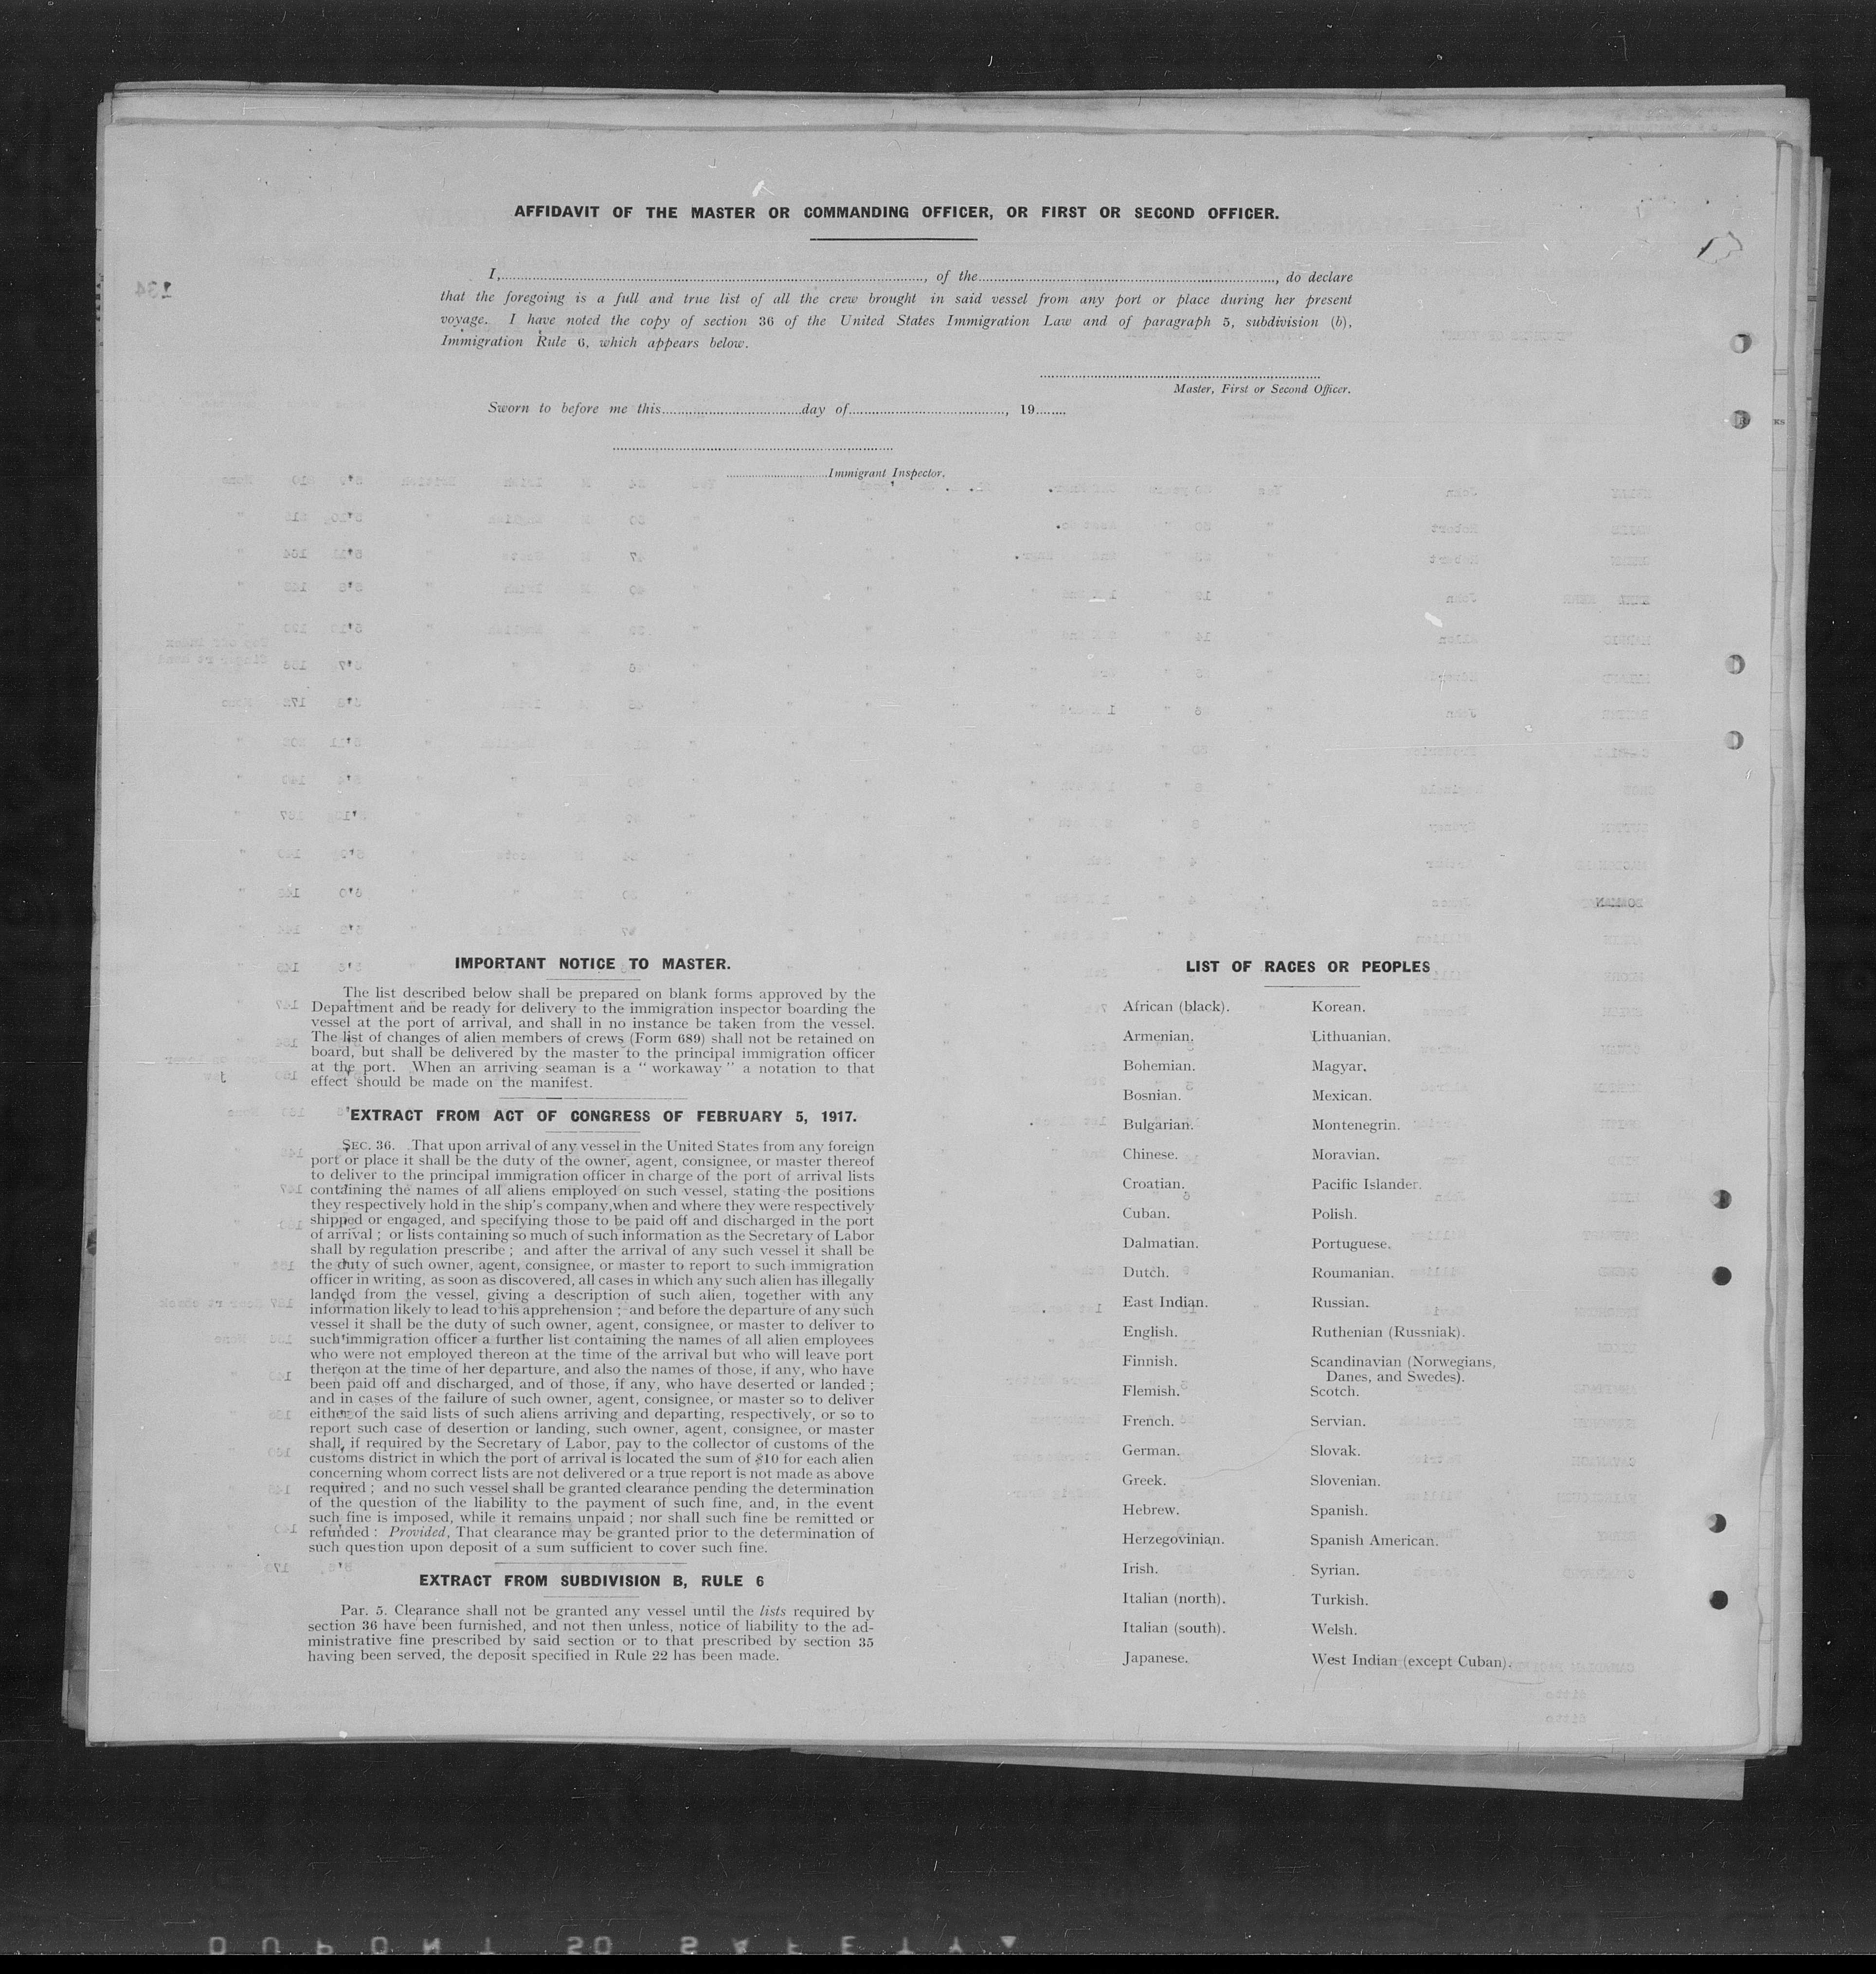 AFFIDAVIT OF THE MASTER OR COMMANDING OFFICER, OR FIRST OR SECOND OFFICER.
I,............, of the............, do declare
that the foregoing is a full and true list of all the crew brought in said vessel from any port or place during her present
voyage. I have noted the copy of section 36 of the United States Immigration Law and of paragraph 5, subdivision (b),
Immigration Rule 6, which appears below.
Master, First or Second Officer.
Sworn to before me this............day of............, 19........
............Immigrant Inspector.
IMPORTANT NOTICE TO MASTER.
The list described below shall be prepared on blank forms approved by the
Department and be ready for delivery to the immigration inspector boarding the
vessel at the port of arrival, and shall in no instance be taken from the vessel.
The list of changes of alien members of crews (Form 689) shall not be retained on
board, but shall be delivered by the master to the principal immigration officer
at the port. When an arriving seaman is a " workaway " a notation to that
effect should be made on the manifest.
EXTRACT FROM ACT OF CONGRESS OF FEBRUARY 5, 1917.
SEC. 36. That upon arrival of any vessel in the United States from any foreign
port or place it shall be the duty of the owner, agent, consignee, or master thereof
to deliver to the principal immigration officer in charge of the port of arrival lists
containing the names of all aliens employed on such vessel, stating the positions
they respectively hold in the ship's company, when and where they were respectively
shipped or engaged, and specifying those to be paid off and discharged in the port
of arrival ; or lists containing so much of such information as the Secretary of Labor
shall by regulation prescribe ; and after the arrival of any such vessel it shall be
the duty of such owner, agent, consignee, or master to report to such immigration
officer in writing, as soon as discovered, all cases in which any such alien has illegally
landed from the vessel, giving a description of such alien, together with any
information likely to lead to his apprehension ; and before the departure of any such
vessel it shall be the duty of such owner, agent, consignee, or master to deliver to
such immigration officer a further list containing the names of all alien employees
who were not employed thereon at the time of the arrival but who will leave port
thereon at the time of her departure, and also the names of those, if any, who have
been paid off and discharged, and of those, if any, who have deserted or landed ;
and in cases of the failure of such owner, agent, consignee, or master so to deliver
either of the said lists of such aliens arriving and departing, respectively, or so to
report such case of desertion or landing, such owner, agent, consignee, or master
shall, if required by the Secretary of Labor, pay to the collector of customs of the
customs district in which the port of arrival is located the sum of $10 for each alien
concerning whom correct lists are not delivered or a true report is not made as above
required ; and no such vessel shall be granted clearance pending the determination
of the question of the liability to the payment of such fine, and, in the event
such fine is imposed, while it remains unpaid ; nor shall such fine be remitted or
refunded : Provided, That clearance may be granted prior to the determination of
such question upon deposit of a sum sufficient to cover such fine.
EXTRACT FROM SUBDIVISION B, RULE 6
Par. 5. Clearance shall not be granted any vessel until the lists required by
section 36 have been furnished, and not then unless, notice of liability to the ad-
ministrative fine prescribed by said section or to that prescribed by section 35
having been served, the deposit specified in Rule 22 has been made.
LIST OF RACES OR PEOPLES
African (black).
Armenian.
Bohemian.
Bosnian.
Bulgarian.
Chinese.
Croatian.
Cuban.
Dalmatian.
Dutch.
East Indian.
English.
Finnish.
Flemish.
French.
German.
Greek.
Hebrew.
Herzegovinian.
Irish.
Italian (north).
Italian (south).
Japanese.
Korean.
Lithuanian.
Magyar.
Mexican.
Montenegrin.
Moravian.
Pacific Islander.
Polish.
Portuguese.
Roumanian.
Russian.
Ruthenian (Russniak).
Scandinavian (Norwegians,
Danes, and Swedes).
Scotch.
Servian.
Slovak.
Slovenian.
Spanish.
Spanish American.
Syrian.
Turkish.
Welsh.
West Indian (except Cuban).
DUPONT SO SAFETY